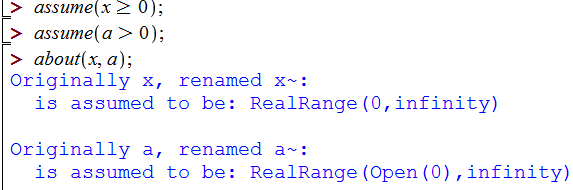 > assume(x ≥ 0);
> assume(a > 0);
> about(x, a);
Originally x, renamed x~:
  is assumed to be: RealRange(0,infinity)
Originally a, renamed a~:
  is assumed to be: RealRange(Open(0),infinity)